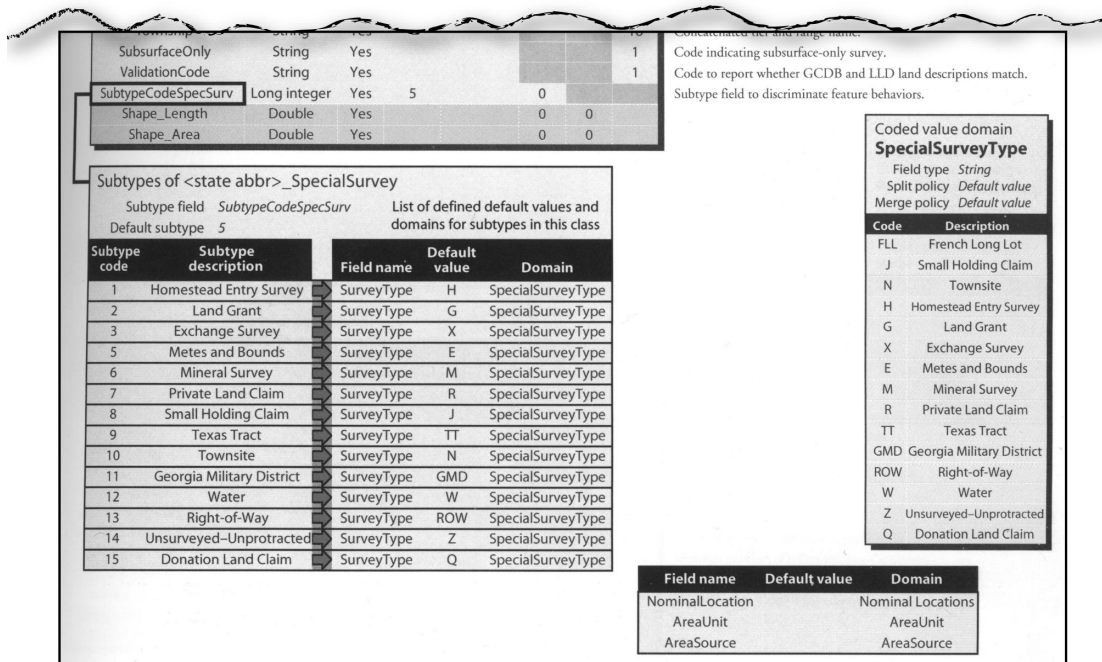 SubsurfaceOnly String Yes 1 Code indicating subsurface-only survey.
ValidationCode String Yes 1 Code to report whether GCDB and LLD land descriptions match.
SubtypeCodeSpecSurv Long integer Yes 5 0 Subtype field to discriminate feature behaviors.
Shape_Length Double Yes 0 0
Shape_Area Double Yes 0 0
Subtypes of <state abbr>_SpecialSurvey
Subtype field SubtypeCodeSpecSurv
Default subtype 5
List of defined default values and
domains for subtypes in this class
Subtype code Subtype description Field name Default value Domain
1 Homestead Entry Survey SurveyType H SpecialSurveyType
2 Land Grant SurveyType G SpecialSurveyType
3 Exchange Survey SurveyType X SpecialSurveyType
5 Metes and Bounds SurveyType E SpecialSurveyType
6 Mineral Survey SurveyType M SpecialSurveyType
7 Private Land Claim SurveyType R SpecialSurveyType
8 Small Holding Claim SurveyType J SpecialSurveyType
9 Texas Tract SurveyType TT SpecialSurveyType
10 Townsite SurveyType N SpecialSurveyType
11 Georgia Military District SurveyType GMD SpecialSurveyType
12 Water SurveyType W SpecialSurveyType
13 Right-of-Way SurveyType ROW SpecialSurveyType
14 Unsurveyed–Unprotracted SurveyType Z SpecialSurveyType
15 Donation Land Claim SurveyType Q SpecialSurveyType
Coded value domain
SpecialSurveyType
Field type String
Split policy Default value
Merge policy Default value
Code Description
FLL French Long Lot
J Small Holding Claim
N Townsite
H Homestead Entry Survey
G Land Grant
X Exchange Survey
E Metes and Bounds
M Mineral Survey
R Private Land Claim
TT Texas Tract
GMD Georgia Military District
ROW Right-of-Way
W Water
Z Unsurveyed–Unprotracted
Q Donation Land Claim
Field name Default value Domain
NominalLocation Nominal Locations
AreaUnit AreaUnit
AreaSource AreaSource